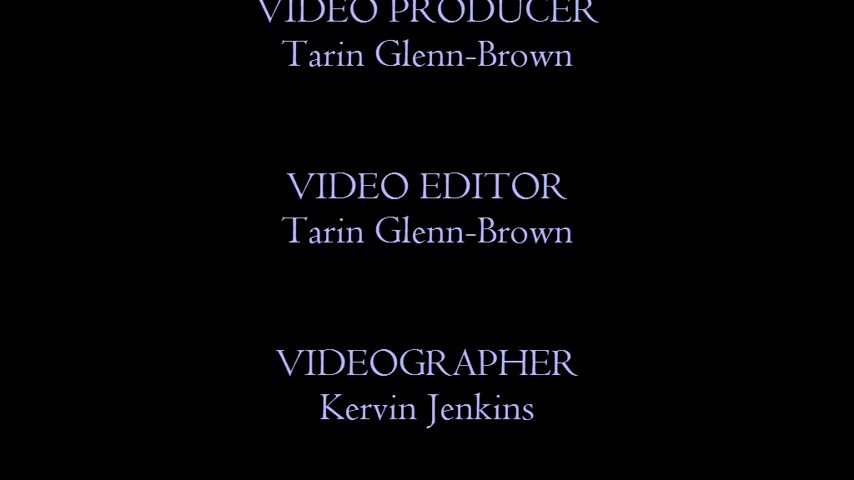 VIDEO PRODUCER
Tarin Glenn-Brown
VIDEO EDITOR
Tarin Glenn-Brown
VIDEOGRAPHER
Kervin Jenkins